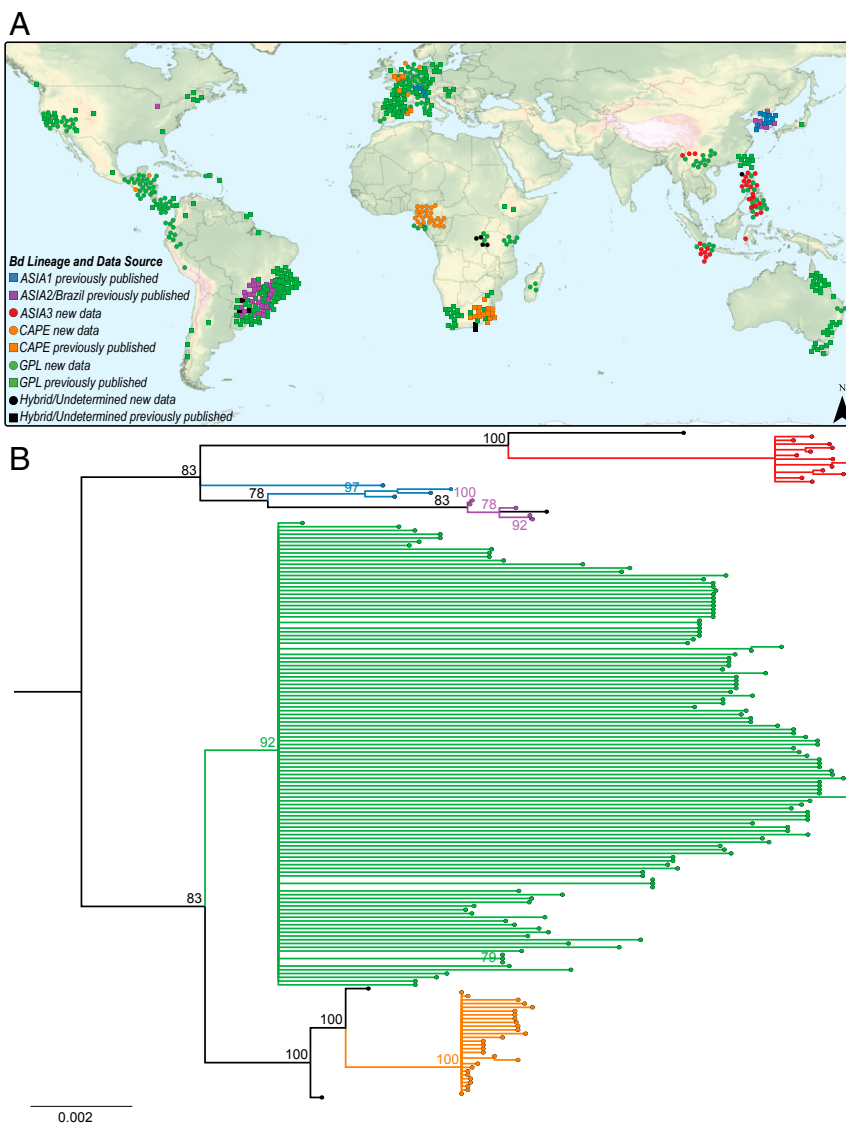 A
N
Bd Lineage and Data Source
ASIA1 previously published
ASIA2/Brazil previously published
ASIA3 new data
CAPE new data
CAPE previously published
GPL new data
GPL previously published
Hybrid/Undetermined new data
Hybrid/Undetermined previously published
B
100
83
97
78
100
83
78
92
92
83
79
100
100
100
0.002